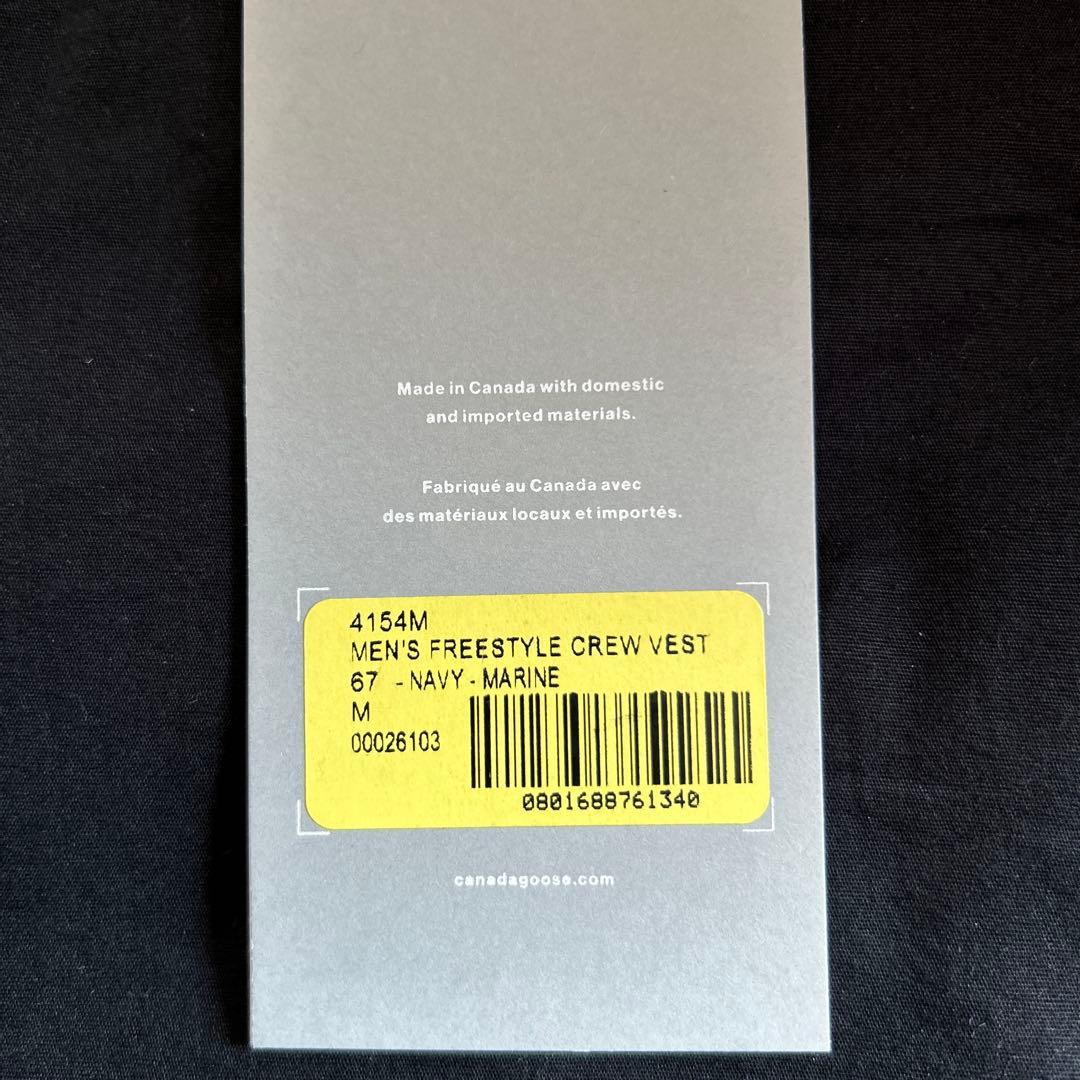 Made in Canada with domestic
and imported materials.
Fabriqué au Canada avec
des matériaux locaux et importés.
4154M
MEN'S FREESTYLE CREW VEST
67 - NAVY - MARINE
M
00026103
0801688761340
canadagoose.com